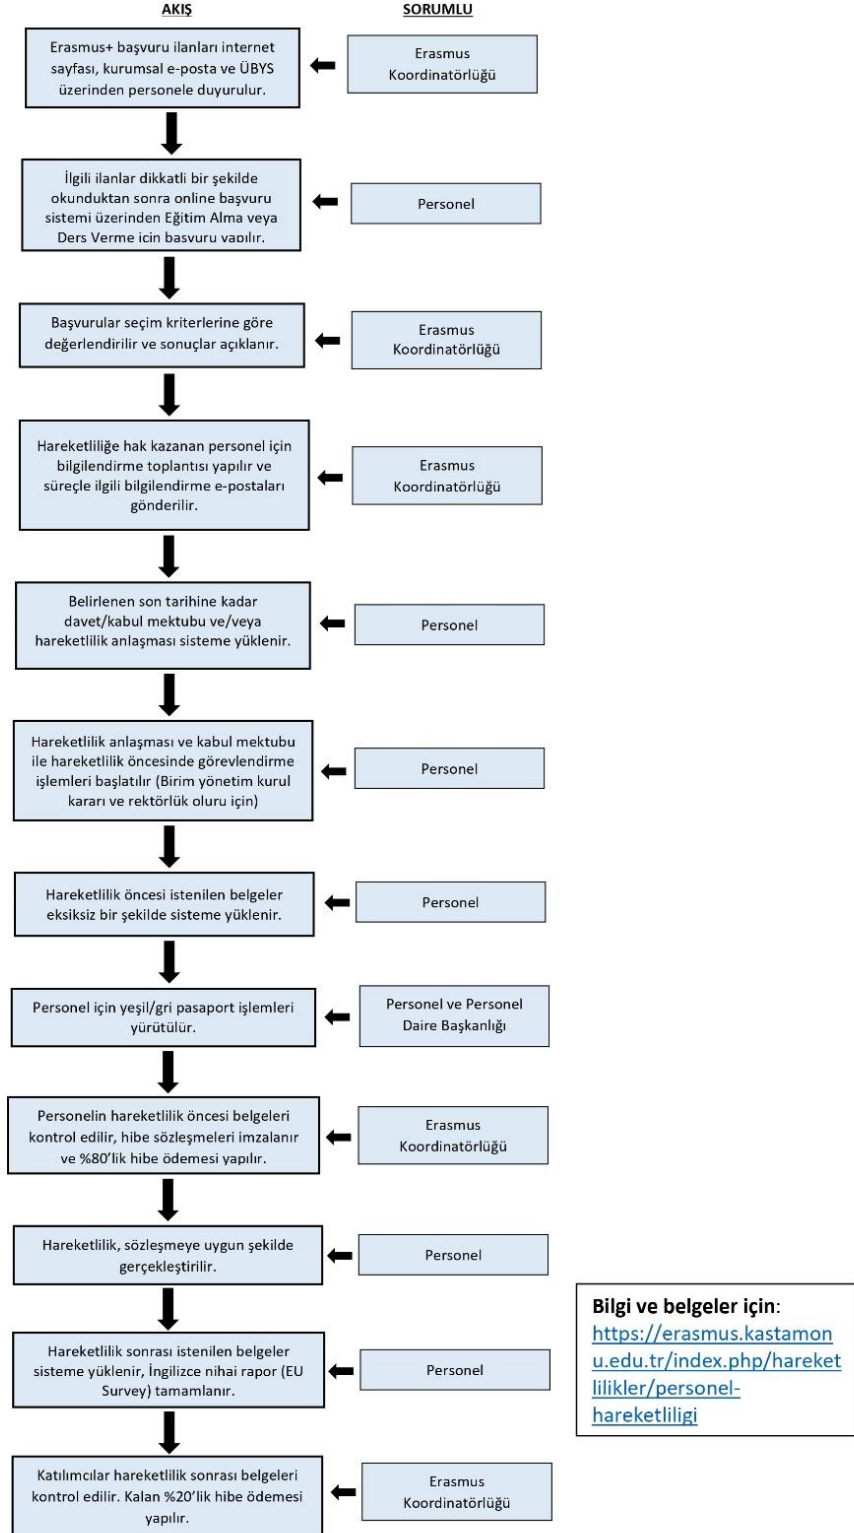 AKIŞ
SORUMLU
Erasmus+ başvuru ilanları internet
sayfası, kurumsal e-posta ve ÜBYS
üzerinden personele duyurulur.
Erasmus
Koordinatörlüğü
İlgili ilanlar dikkatli bir şekilde
okunduktan sonra online başvuru
sistemi üzerinden Eğitim Alma veya
Ders Verme için başvuru yapılır.
Personel
Başvurular seçim kriterlerine göre
değerlendirilir ve sonuçlar açıklanır.
Erasmus
Koordinatörlüğü
Hareketliliğe hak kazanan personel için
bilgilendirme toplantısı yapılır ve
süreçle ilgili bilgilendirme e-postaları
gönderilir.
Erasmus
Koordinatörlüğü
Belirlenen son tarihine kadar
davet/kabul mektubu ve/veya
hareketlilik anlaşması sisteme yüklenir.
Personel
Hareketlilik anlaşması ve kabul mektubu
ile hareketlilik öncesinde görevlendirme
işlemleri başlatılır (Birim yönetim kurul
kararı ve rektörlük oluru için)
Personel
Hareketlilik öncesi istenilen belgeler
eksiksiz bir şekilde sisteme yüklenir.
Personel
Personel için yeşil/gri pasaport işlemleri
yürütülür.
Personel ve Personel
Daire Başkanlığı
Personelin hareketlilik öncesi belgeleri
kontrol edilir, hibe sözleşmeleri imzalanır
ve %80’lik hibe ödemesi yapılır.
Erasmus
Koordinatörlüğü
Hareketlilik, sözleşmeye uygun şekilde
gerçekleştirilir.
Personel
Hareketlilik sonrası istenilen belgeler
sisteme yüklenir, İngilizce nihai rapor (EU
Survey) tamamlanır.
Personel
Bilgi ve belgeler için:
https://erasmus.kastamon
u.edu.tr/index.php/hareket
lilikler/personel-
hareketliligi
Katılımcılar hareketlilik sonrası belgeleri
kontrol edilir. Kalan %20’lik hibe ödemesi
yapılır.
Erasmus
Koordinatörlüğü